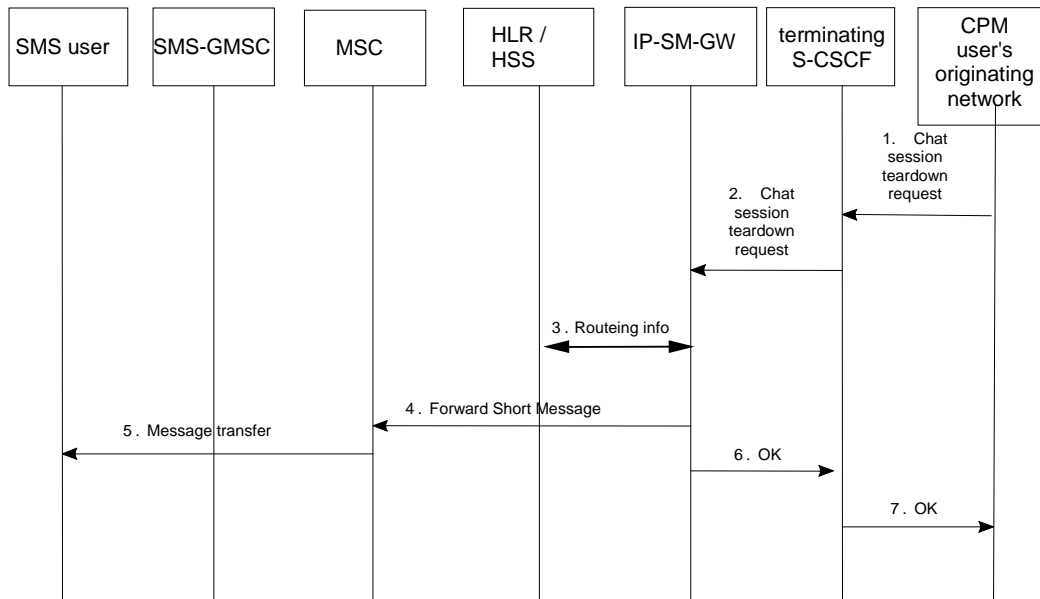 SMS user
SMS-GMSC
MSC
HLR /
HSS
IP-SM-GW
terminating
S-CSCF
CPM
user's
originating
network
1. Chat
session
teardown
request
2. Chat
session
teardown
request
3 . Routeing info
4 . Forward Short Message
5 . Message transfer
6 . OK
7 . OK